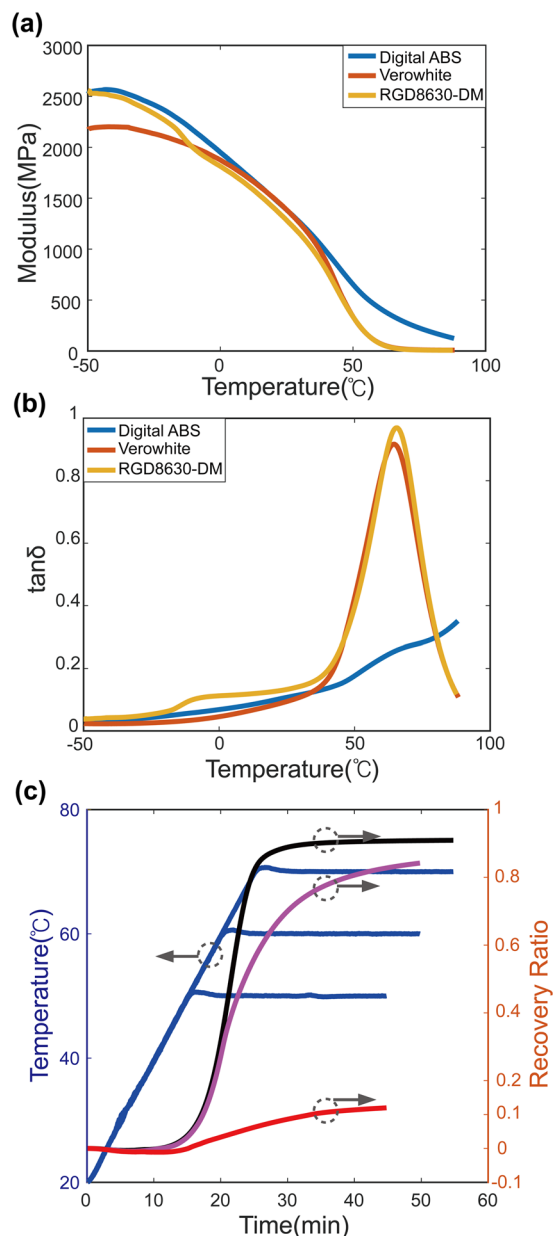 (a)
3000
2500
2000
1500
1000
500
0
Modulus(MPa)
Digital ABS
Verowhite
RGD8630-DM
-50 0 50 100
Temperature(℃)
(b)
1
0.8
0.6
0.4
0.2
0
tanδ
Digital ABS
Verowhite
RGD8630-DM
-50 0 50 100
Temperature(℃)
(c)
80
60
40
20
Temperature(℃)
1
0.8
0.6
0.4
0.2
0.1
0
-0.1
Recovery Ratio
0 10 20 30 40 50 60
Time(min)